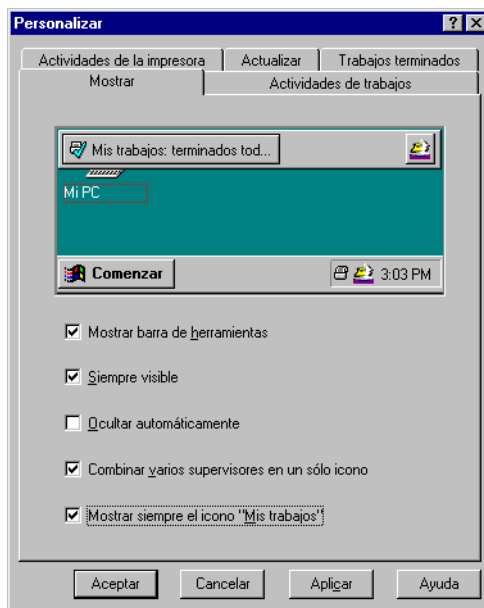 Personalizar
Actividades de la impresora Actualizar Trabajos terminados
Mostrar Actividades de trabajos
Mis trabajos: terminados tod...
Mi PC
Comenzar 3:03 PM
Mostrar barra de herramientas
Siempre visible
Ocultar automáticamente
Combinar varios supervisores en un sólo icono
Mostrar siempre el icono "Mis trabajos"
Aceptar Cancelar Aplicar Ayuda